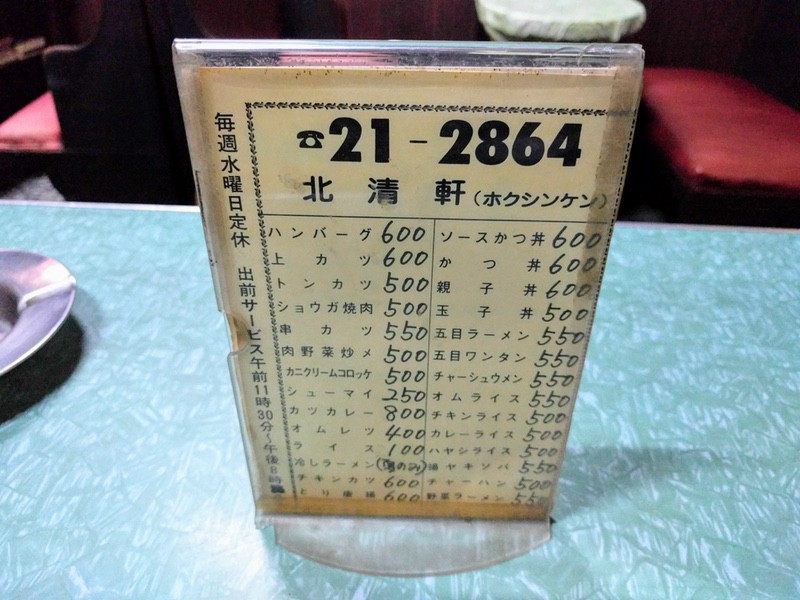 ☎21-2864
北清軒(ホクシンケン)
毎週水曜日定休 出前サービス午前11時30分～午後8時
ハンバーグ 600
上カツ 600
トンカツ 500
ショウガ焼肉 500
串カツ 550
肉野菜炒メ 500
カニクリームコロッケ 500
シューマイ 250
カツカレー 800
オムレツ 400
ライス 100
冷しラーメン
チキンカツ 600
とり唐揚 600
ソースかつ丼 600
かつ丼 600
親子丼 600
玉子丼 500
五目ラーメン 550
五目ワンタン 550
チャーシュウメン 550
オムライス 550
チキンライス 500
カレーライス 500
ハヤシライス 500
揚ヤキソバ 550
チャーハン 500
野菜ラーメン 550